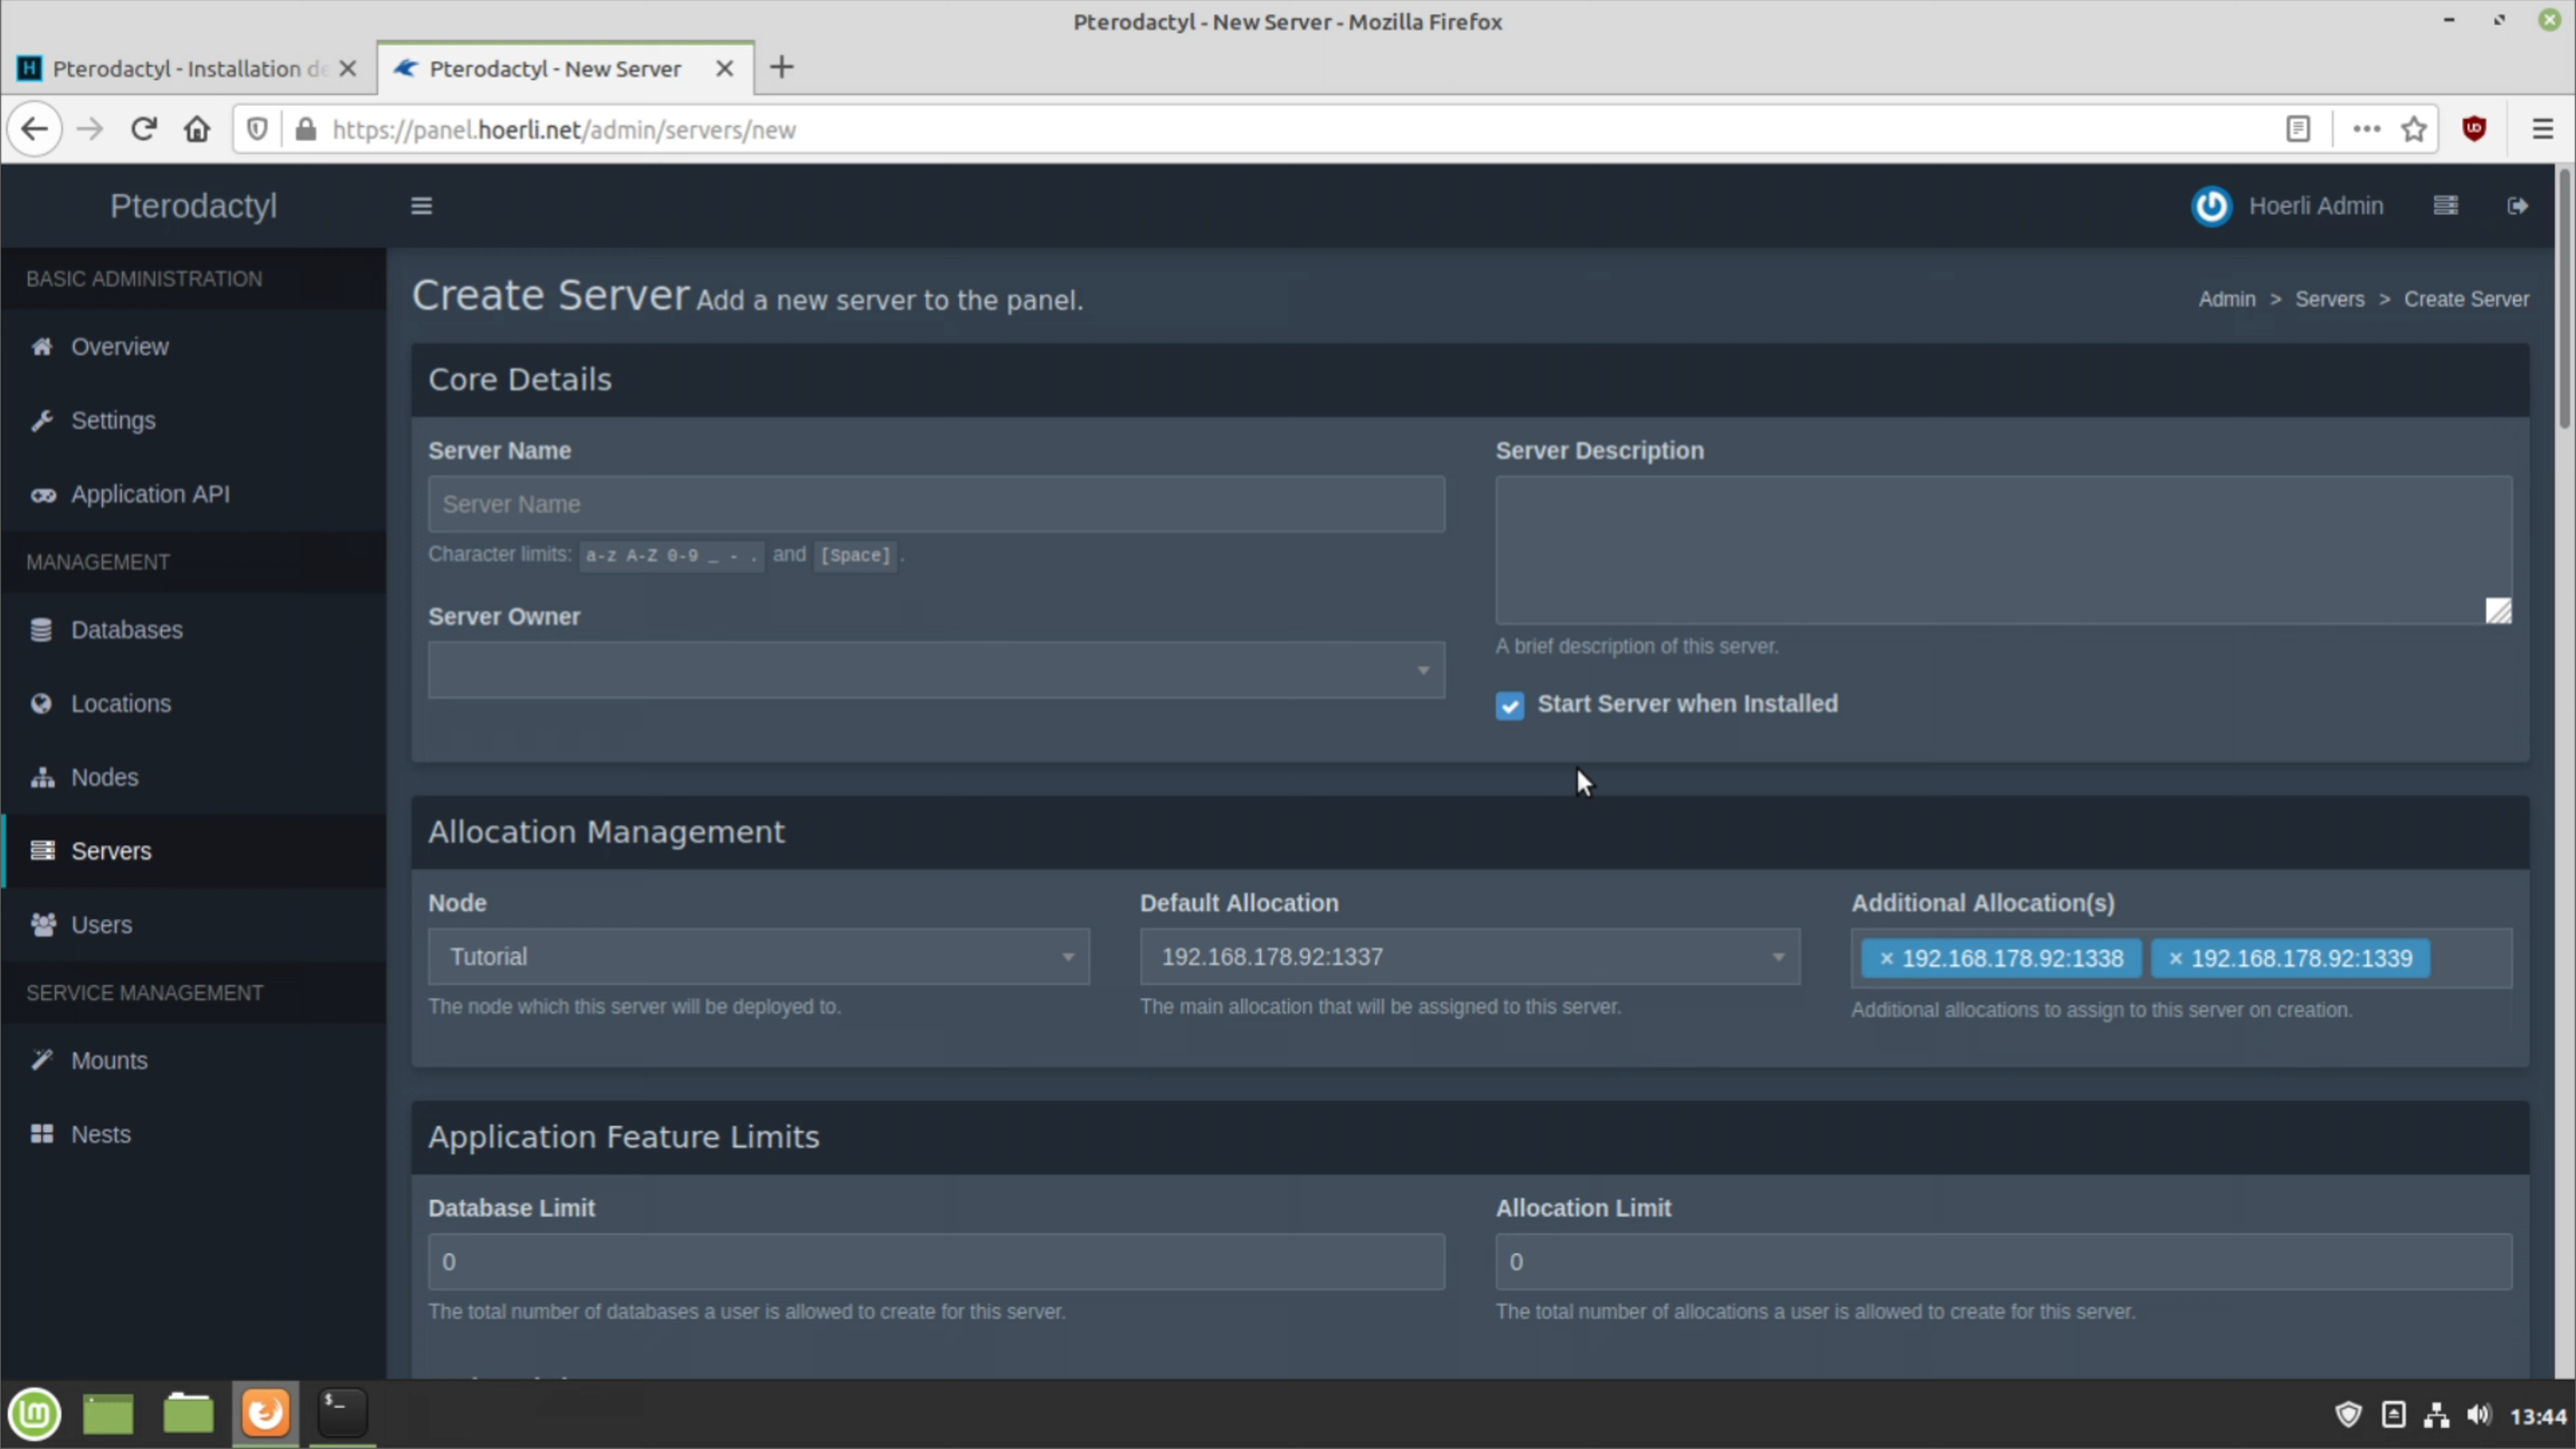 Pterodactyl - New Server - Mozilla Firefox
Pterodactyl - Installation de
Pterodactyl - New Server
https://panel.hoerli.net/admin/servers/new
Pterodactyl
Hoerli Admin
BASIC ADMINISTRATION
Overview
Settings
Application API
MANAGEMENT
Databases
Locations
Nodes
Servers
Users
SERVICE MANAGEMENT
Mounts
Nests
Create Server Add a new server to the panel.
Admin > Servers > Create Server
Core Details
Server Name
Server Name
Character limits: a-z A-Z 0-9 _ - . and [Space].
Server Owner
Server Description
A brief description of this server.
Start Server when Installed
Allocation Management
Node
Tutorial
The node which this server will be deployed to.
Default Allocation
192.168.178.92:1337
The main allocation that will be assigned to this server.
Additional Allocation(s)
× 192.168.178.92:1338 × 192.168.178.92:1339
Additional allocations to assign to this server on creation.
Application Feature Limits
Database Limit
0
The total number of databases a user is allowed to create for this server.
Allocation Limit
0
The total number of allocations a user is allowed to create for this server.
13:44